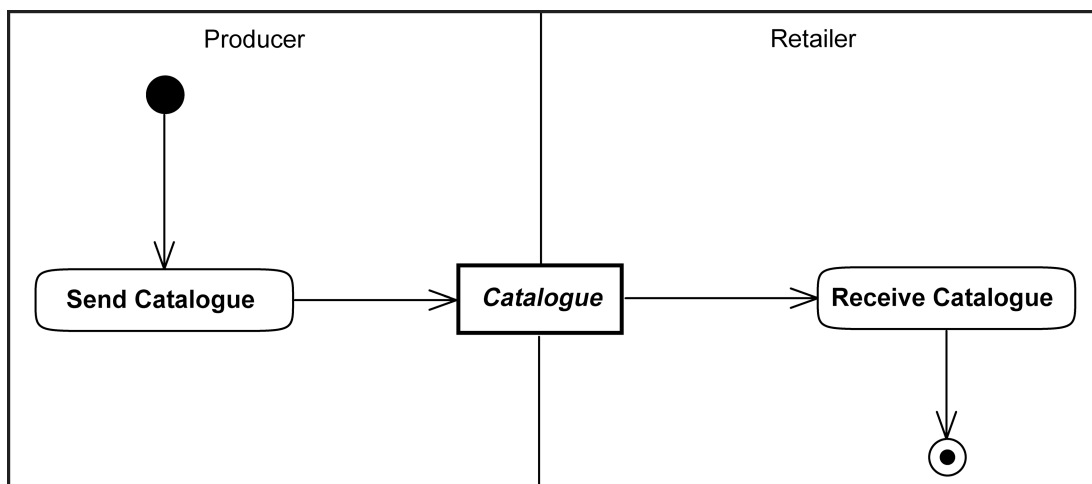 Producer
Retailer
Send Catalogue
Catalogue
Receive Catalogue